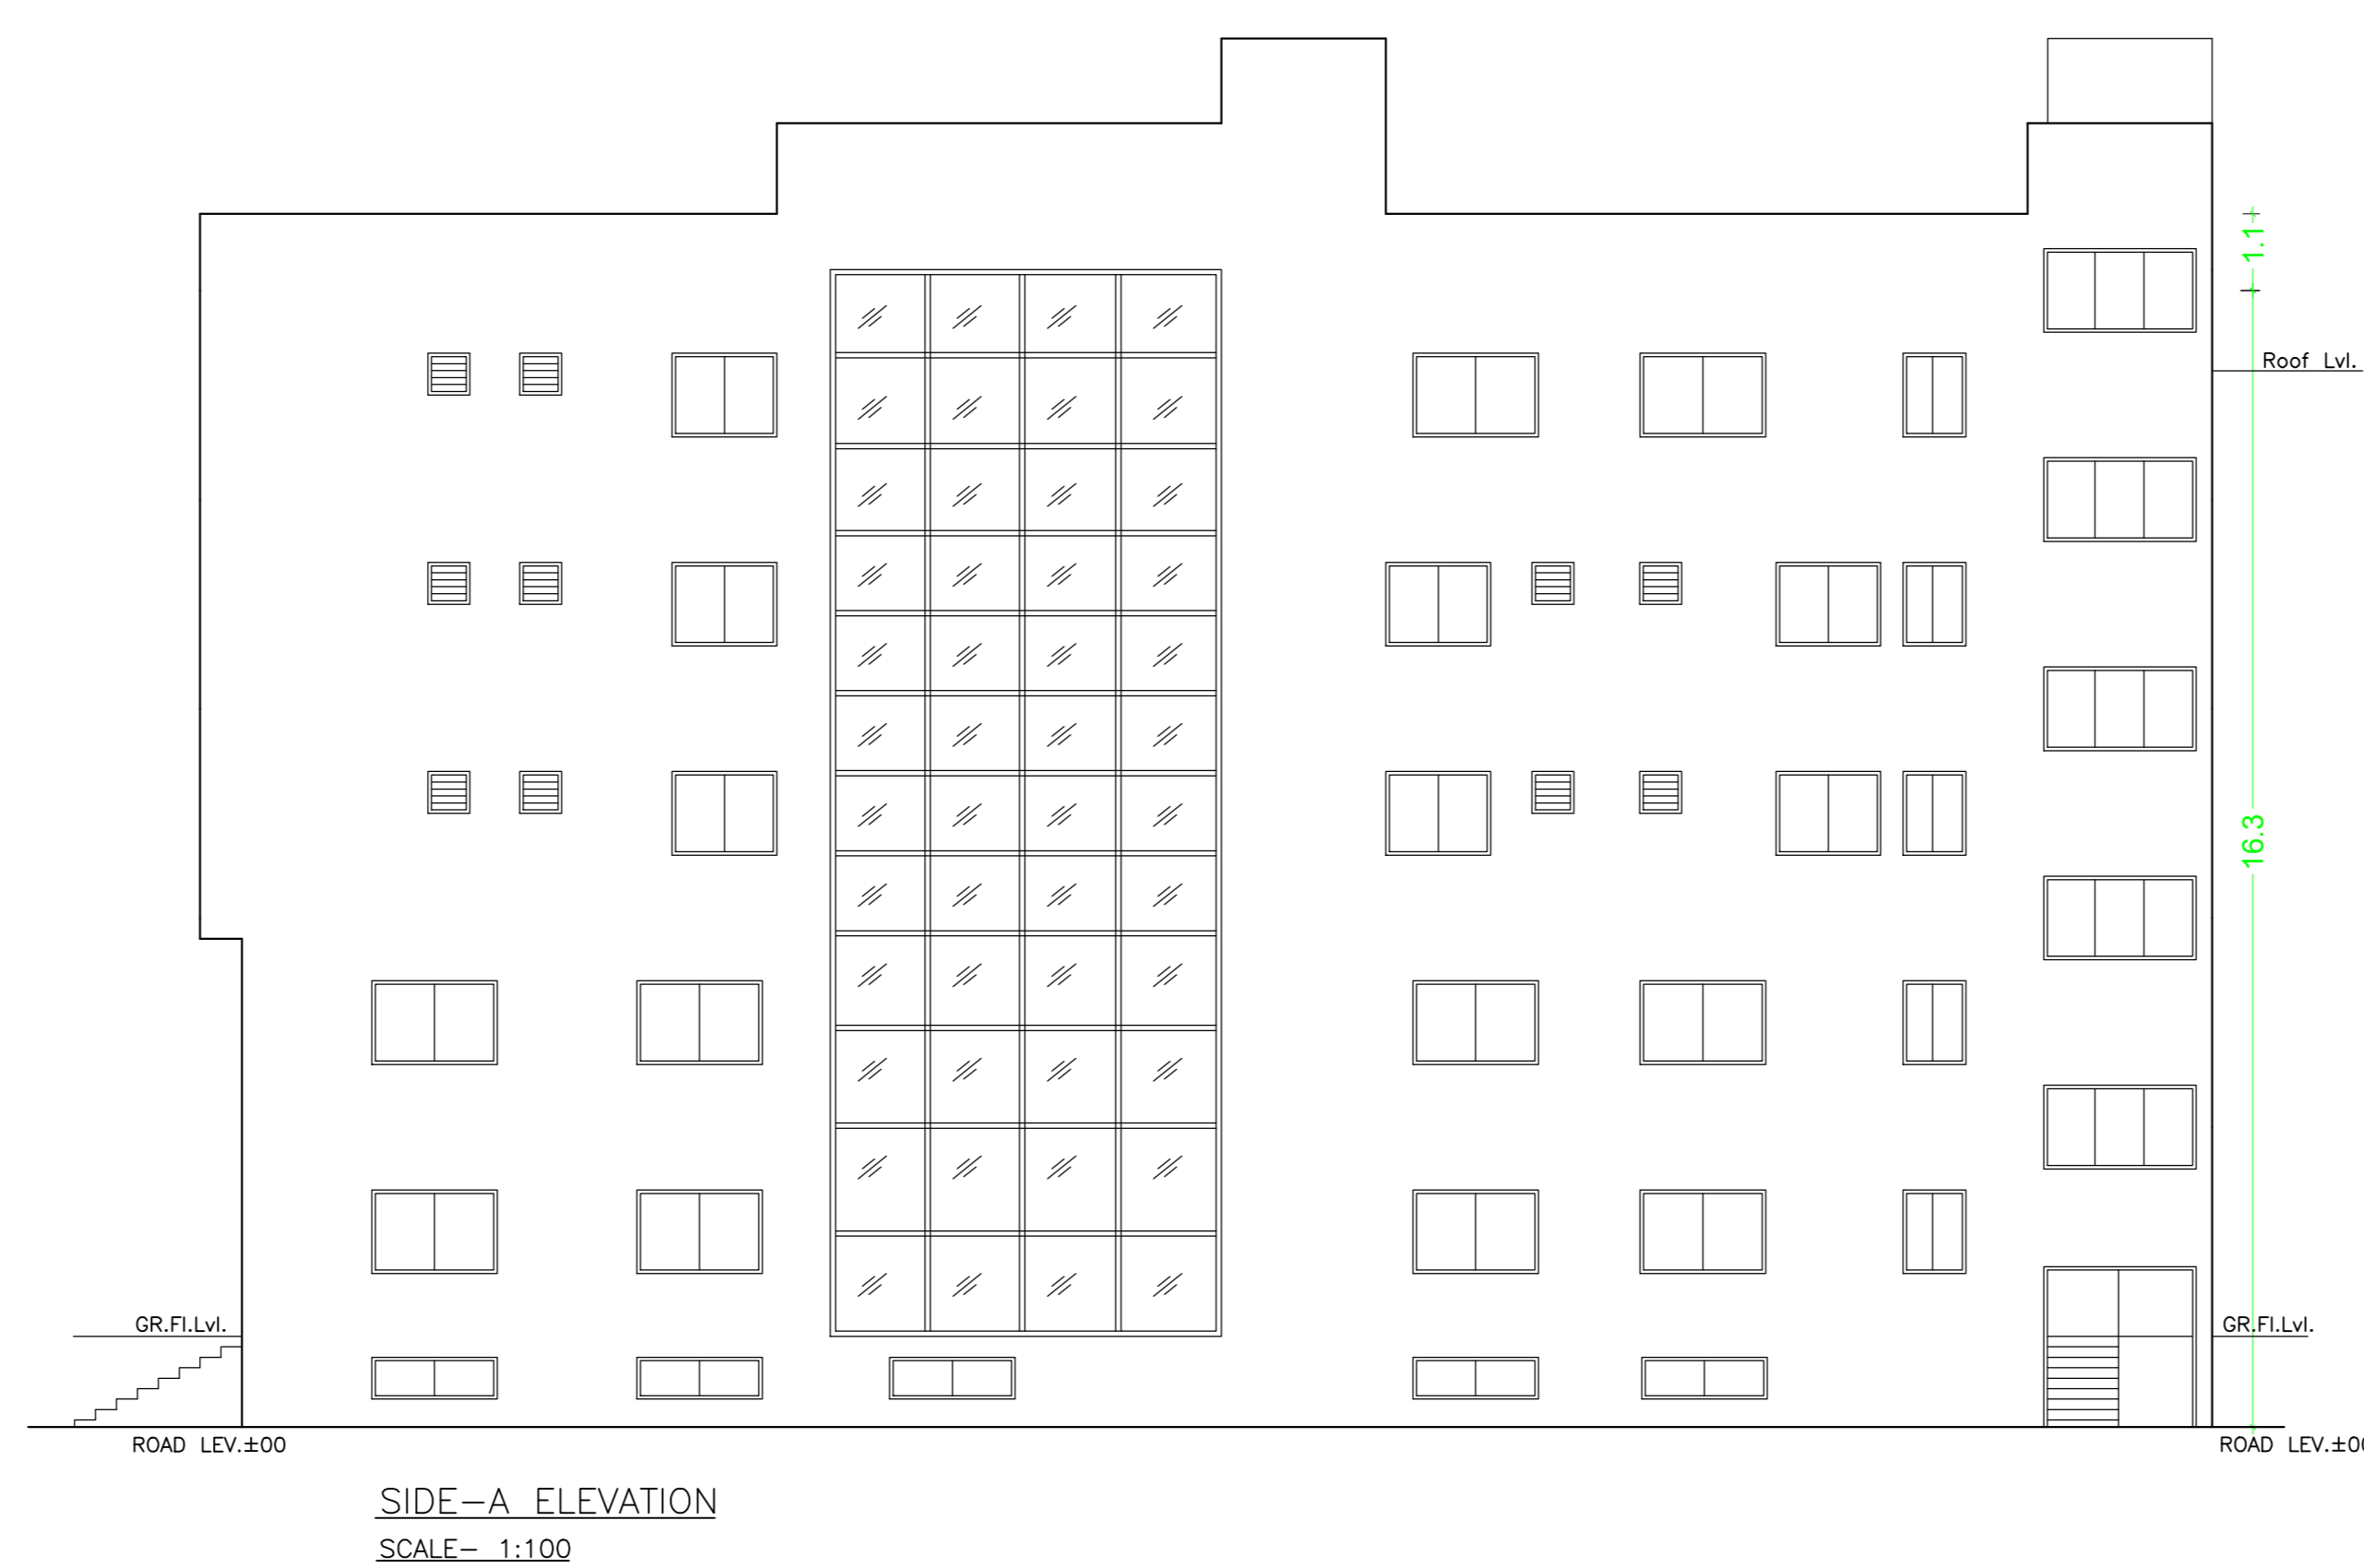 1.1
Roof Lvl.
16.3
GR.Fl.Lvl.
GR.Fl.Lvl.
ROAD LEV.±00
ROAD LEV.±00
SIDE-A ELEVATION
SCALE- 1:100